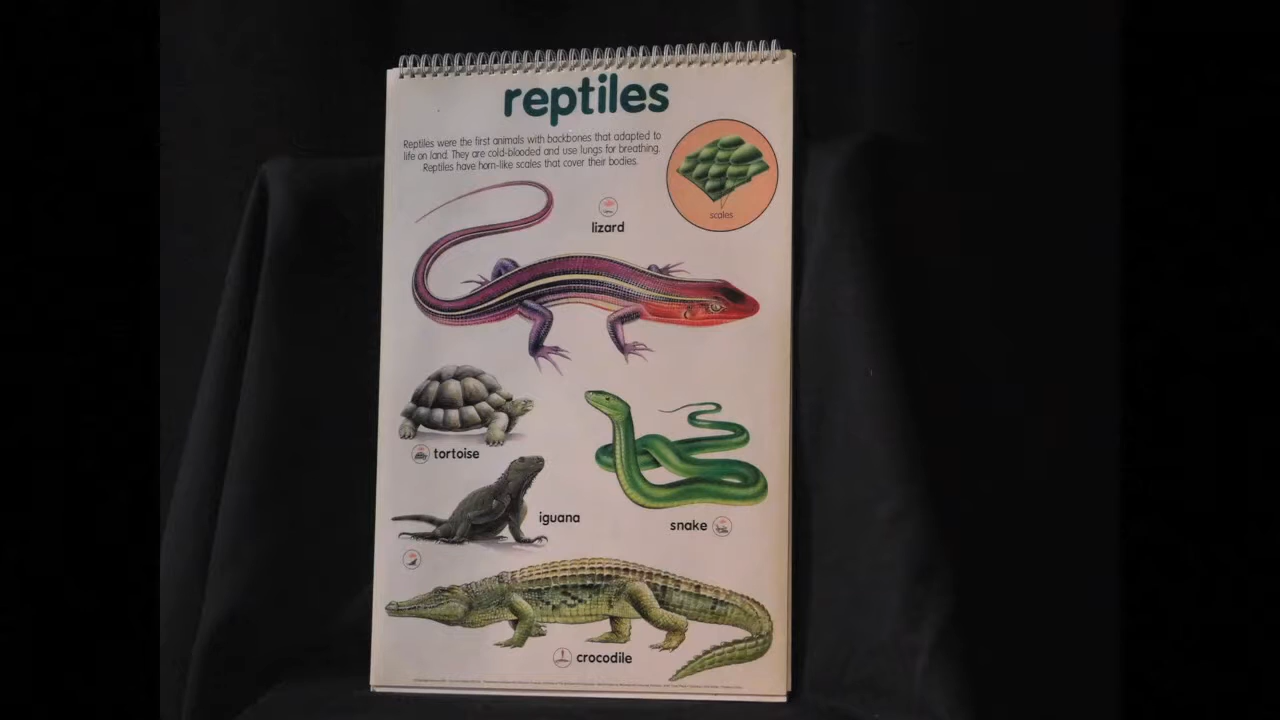 reptiles
Reptiles were the first animals with backbones that adapted to
life on land. They are cold-blooded and use lungs for breathing.
Reptiles have horn-like scales that cover their bodies.
scales
lizard
tortoise
iguana
snake
crocodile